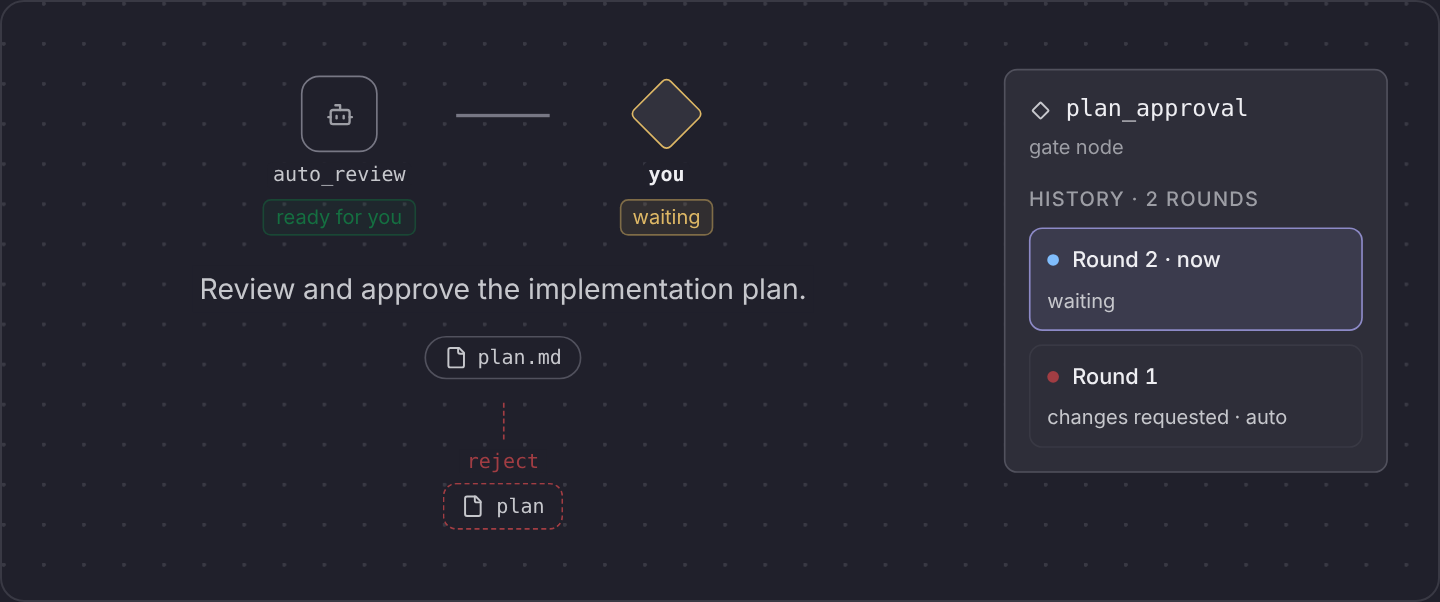 auto_review
ready for you
you
waiting
Review and approve the implementation plan.
plan.md
reject
plan
plan_approval
gate node
HISTORY · 2 ROUNDS
Round 2 · now
waiting
Round 1
changes requested · auto